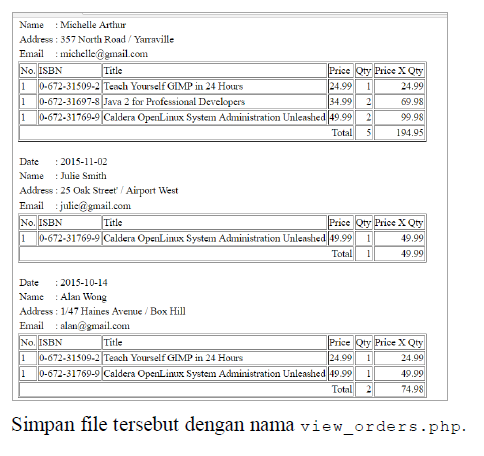 Name : Michelle Arthur
Address : 357 North Road / Yarraville
Email : michelle@gmail.com
No. ISBN Title Price Qty Price X Qty
1 0-672-31509-2 Teach Yourself GIMP in 24 Hours 24.99 1 24.99
1 0-672-31697-8 Java 2 for Professional Developers 34.99 2 69.98
1 0-672-31769-9 Caldera OpenLinux System Administration Unleashed 49.99 2 99.98
Total 5 194.95
Date : 2015-11-02
Name : Julie Smith
Address : 25 Oak Street' / Airport West
Email : julie@gmail.com
No. ISBN Title Price Qty Price X Qty
1 0-672-31769-9 Caldera OpenLinux System Administration Unleashed 49.99 1 49.99
Total 1 49.99
Date : 2015-10-14
Name : Alan Wong
Address : 1/47 Haines Avenue / Box Hill
Email : alan@gmail.com
No. ISBN Title Price Qty Price X Qty
1 0-672-31509-2 Teach Yourself GIMP in 24 Hours 24.99 1 24.99
1 0-672-31769-9 Caldera OpenLinux System Administration Unleashed 49.99 1 49.99
Total 2 74.98
Simpan file tersebut dengan nama view_orders.php.